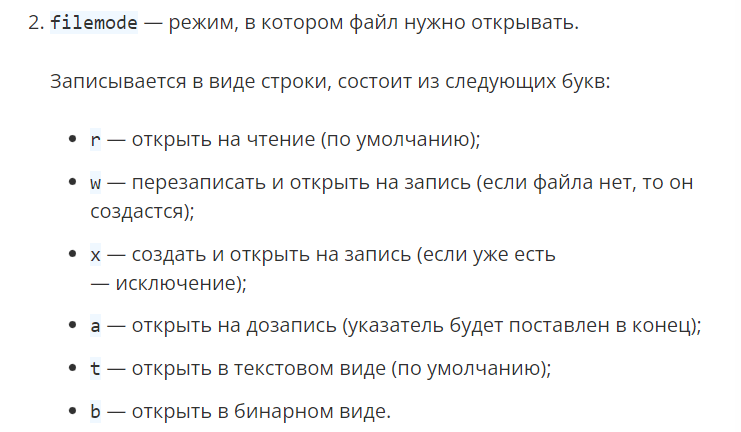 2. filemode — режим, в котором файл нужно открывать.
Записывается в виде строки, состоит из следующих букв:
• r — открыть на чтение (по умолчанию);
• w — перезаписать и открыть на запись (если файла нет, то он
создастся);
• x — создать и открыть на запись (если уже есть
— исключение);
• a — открыть на дозапись (указатель будет поставлен в конец);
• t — открыть в текстовом виде (по умолчанию);
• b — открыть в бинарном виде.